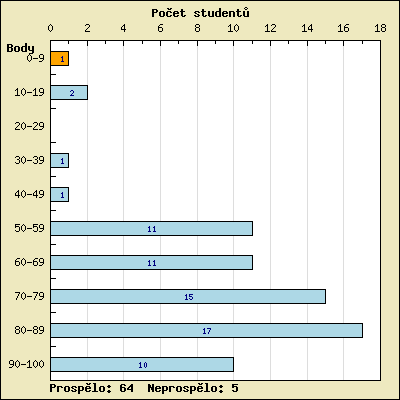 Počet studentů
0 2 4 6 8 10 12 14 16 18
Body
0-9 1
10-19 2
20-29
30-39 1
40-49 1
50-59 11
60-69 11
70-79 15
80-89 17
90-100 10
Prospělo: 64 Neprospělo: 5